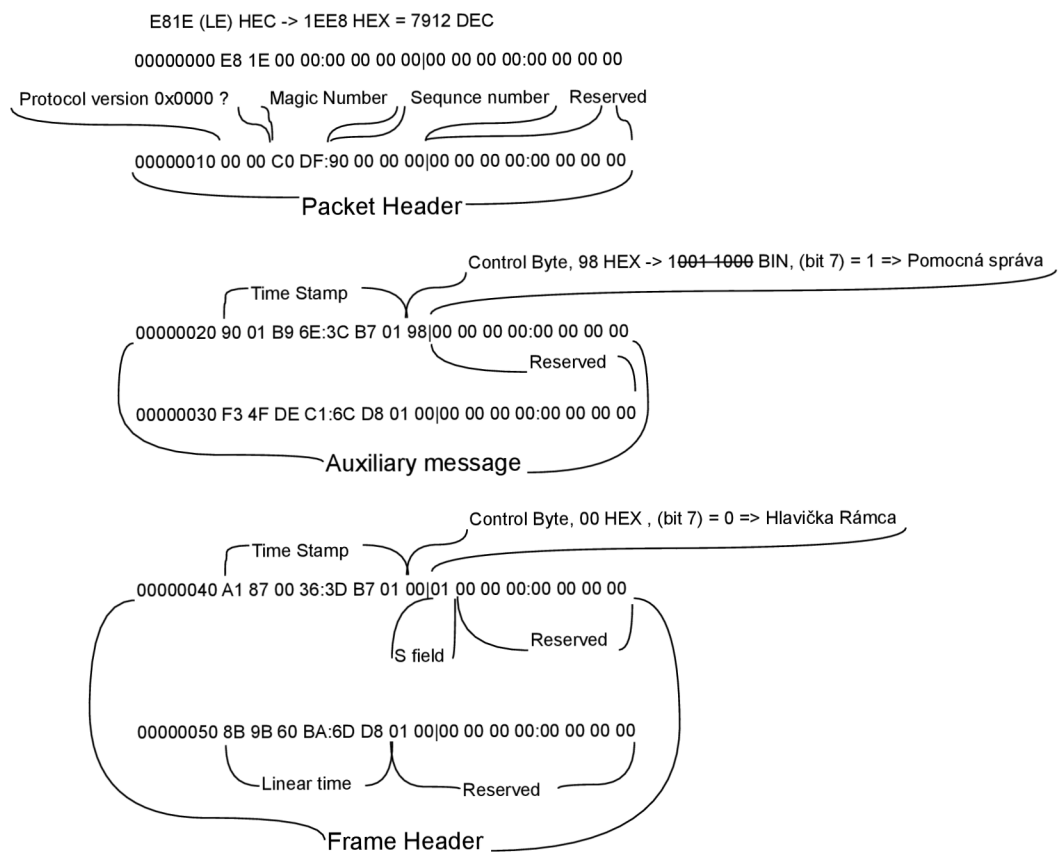 E81E (LE) HEC -> 1EE8 HEX = 7912 DEC
00000000 E8 1E 00 00:00 00 00 00|00 00 00 00:00 00 00 00
Protocol version 0x0000 ? Magic Number Sequnce number Reserved
00000010 00 00 C0 DF:90 00 00 00|00 00 00 00:00 00 00 00
Packet Header
Control Byte, 98 HEX -> 1001 1000 BIN, (bit 7) = 1 => Pomocná správa
Time Stamp
00000020 90 01 B9 6E:3C B7 01 98|00 00 00 00:00 00 00 00
Reserved
00000030 F3 4F DE C1:6C D8 01 00|00 00 00 00:00 00 00 00
Auxiliary message
Control Byte, 00 HEX , (bit 7) = 0 => Hlavička Rámca
Time Stamp
00000040 A1 87 00 36:3D B7 01 00|01 00 00 00:00 00 00 00
Reserved
S field
00000050 8B 9B 60 BA:6D D8 01 00|00 00 00 00:00 00 00 00
Linear time Reserved
Frame Header